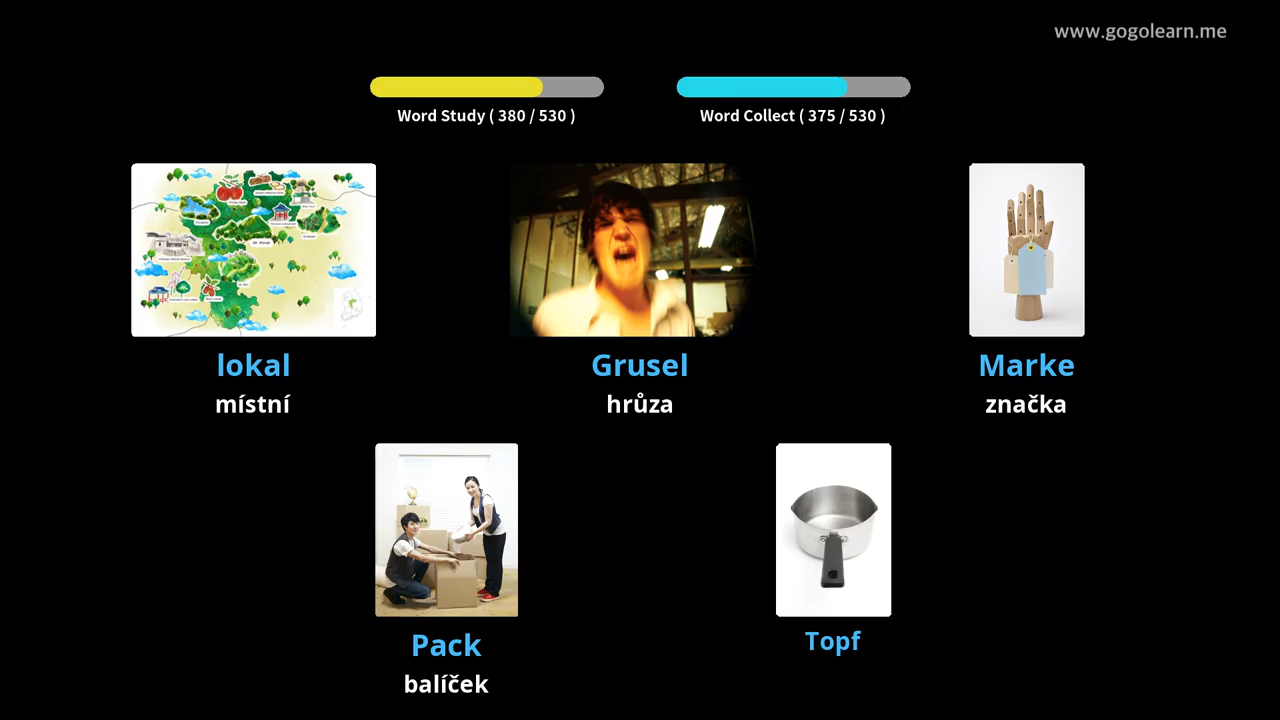 www.gogolearn.me
Word Study ( 380 / 530 )
Word Collect ( 375 / 530 )
lokal
místní
Grusel
hrůza
Marke
značka
Pack
balíček
Topf